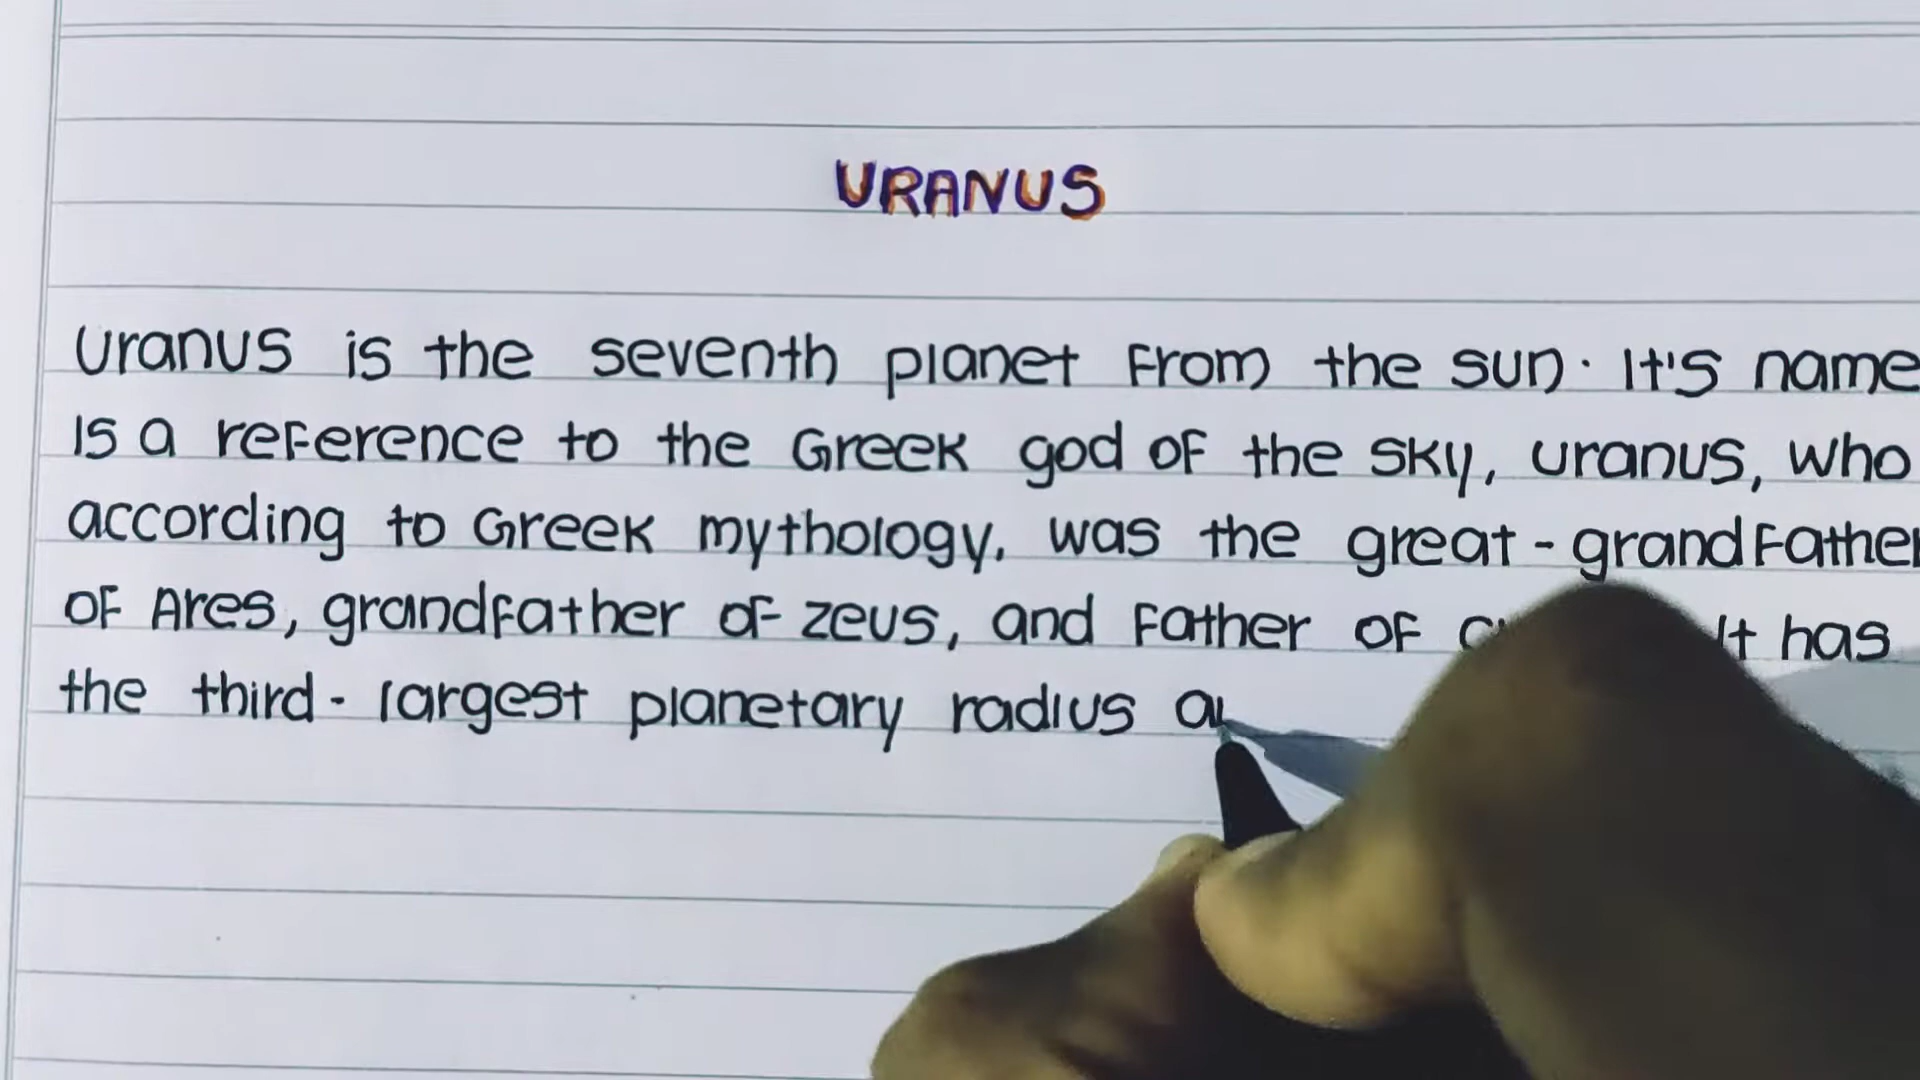 URANUS
Uranus is the seventh planet from the sun. It's name
is a reference to the Greek god of the sky, uranus, who
according to Greek mythology, was the great-grandfather
of Ares, grandfather of zeus, and father of It has
the third-largest planetary radius